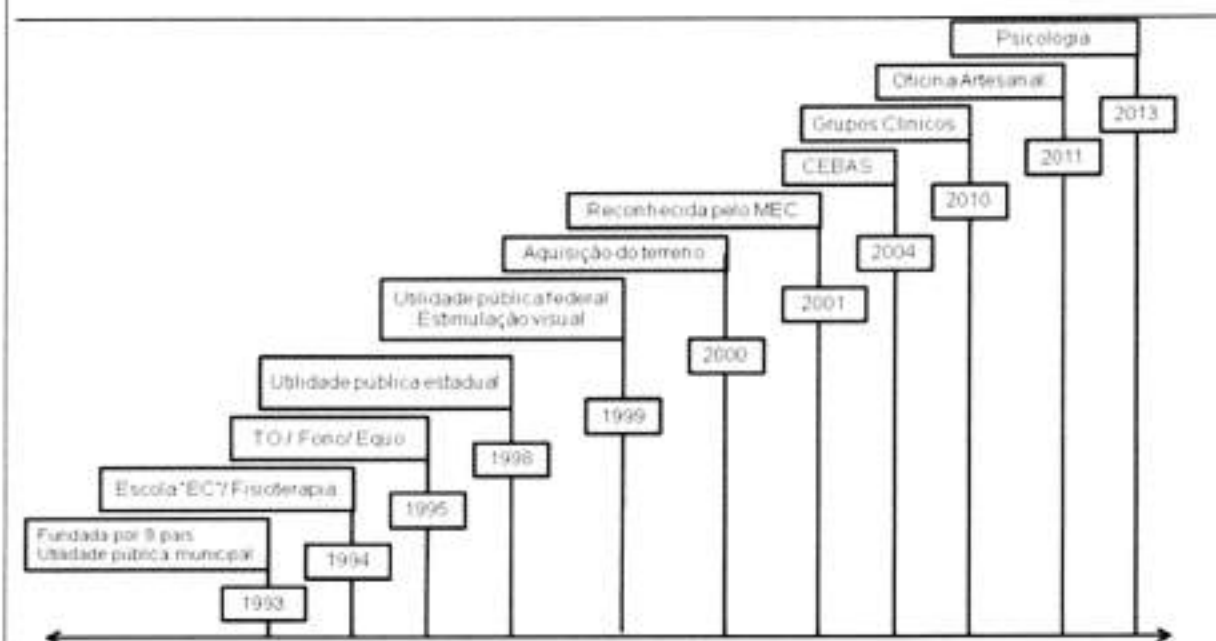 Psicologia
2013
Oficina Artesanal
2011
Grupos Clínicos
2010
CEBAS
2004
Reconhecida pelo MEC
2001
Aquisição do terreno
2000
Utilidade pública federal
Estimulação visual
1999
Utilidade pública estadual
1998
TO / Fono/ Equo
1995
Escola "EC"/ Fisioterapia
1994
Fundada por 9 pais
Utilidade pública municipal
1993